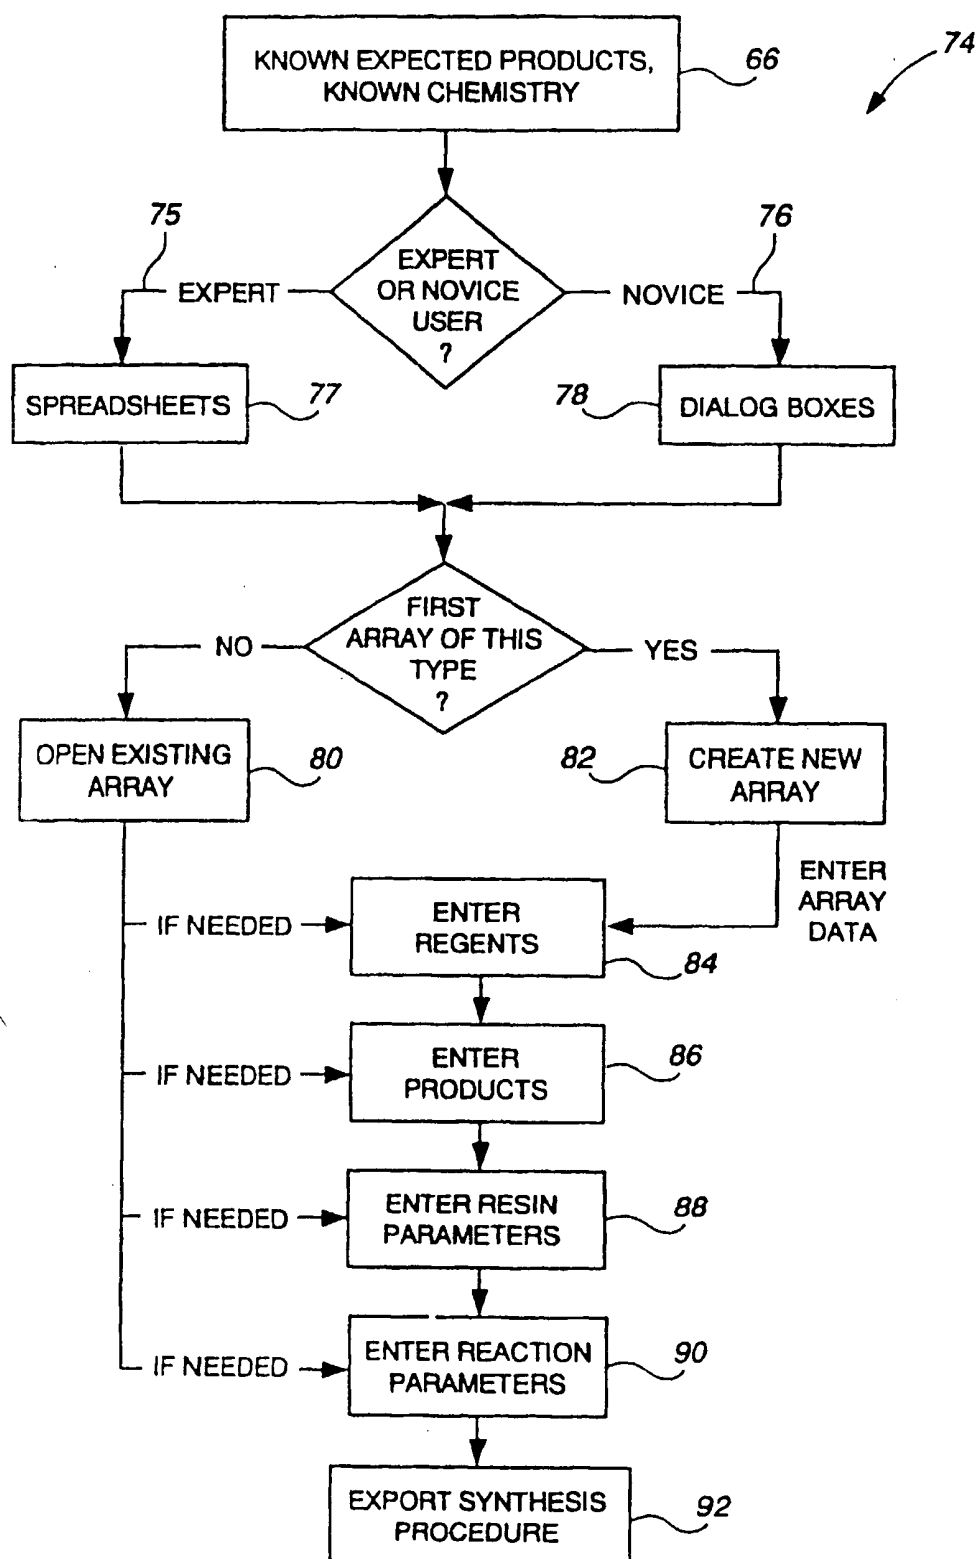 KNOWN EXPECTED PRODUCTS,
KNOWN CHEMISTRY
66
74
75
76
EXPERT
OR NOVICE
USER
?
EXPERT
NOVICE
SPREADSHEETS
77
78
DIALOG BOXES
FIRST
ARRAY OF THIS
TYPE
?
NO
YES
OPEN EXISTING
ARRAY
80
82
CREATE NEW
ARRAY
ENTER
ARRAY
DATA
IF NEEDED
ENTER
REGENTS
84
IF NEEDED
ENTER
PRODUCTS
86
IF NEEDED
ENTER RESIN
PARAMETERS
88
IF NEEDED
ENTER REACTION
PARAMETERS
90
EXPORT SYNTHESIS
PROCEDURE
92